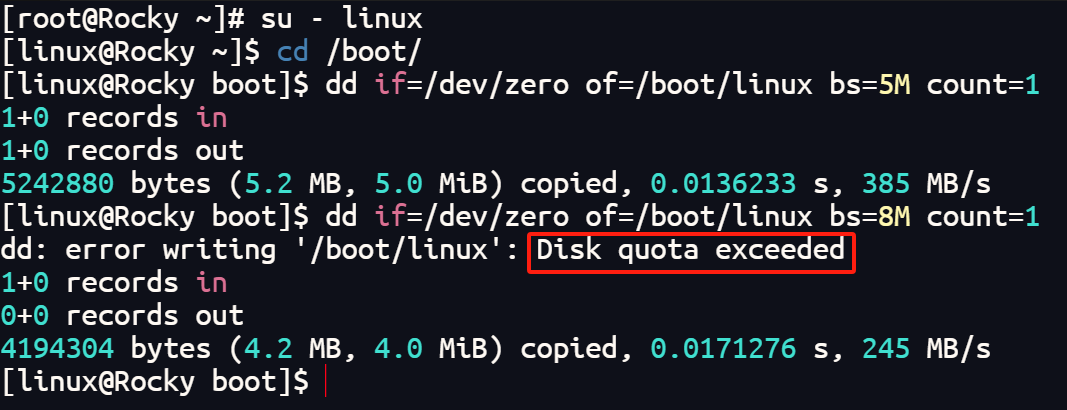 [root@Rocky ~]# su - linux
[linux@Rocky ~]$ cd /boot/
[linux@Rocky boot]$ dd if=/dev/zero of=/boot/linux bs=5M count=1
1+0 records in
1+0 records out
5242880 bytes (5.2 MB, 5.0 MiB) copied, 0.0136233 s, 385 MB/s
[linux@Rocky boot]$ dd if=/dev/zero of=/boot/linux bs=8M count=1
dd: error writing '/boot/linux': Disk quota exceeded
1+0 records in
0+0 records out
4194304 bytes (4.2 MB, 4.0 MiB) copied, 0.0171276 s, 245 MB/s
[linux@Rocky boot]$